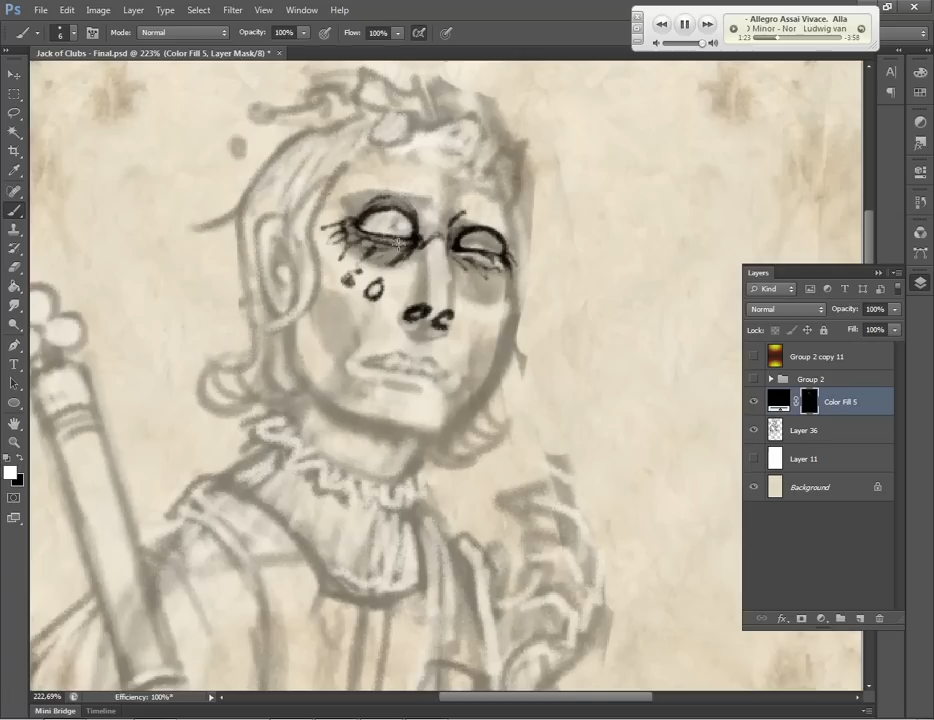 Ps File Edit Image Layer Type Select Filter View Window Help
- Allegro Assai Vivace. Alla
Minor - Nor Ludwig van
1:23 -3:58
6 Mode: Normal Opacity: 100% Flow: 100%
Jack of Clubs - Final.psd @ 223% (Color Fill 5, Layer Mask/8) * ×
Layers
Kind
Normal Opacity: 100%
Lock: Fill: 100%
Group 2 copy 11
Group 2
Color Fill 5
Layer 36
Layer 11
Background
fx
222,69% Efficiency: 100%*
Mini Bridge Timeline